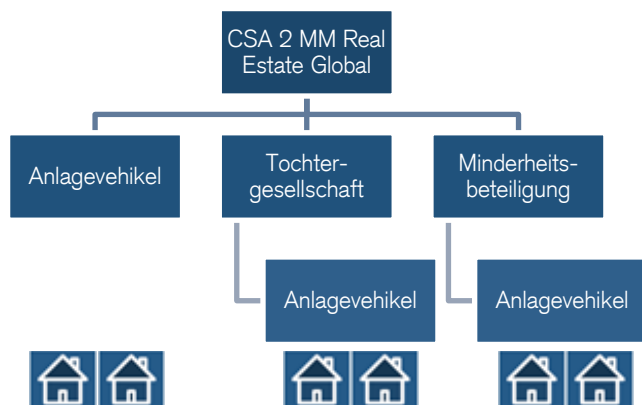 CSA 2 MM Real
Estate Global
Anlagevehikel
Tochter-
gesellschaft
Minderheits-
beteiligung
Anlagevehikel
Anlagevehikel